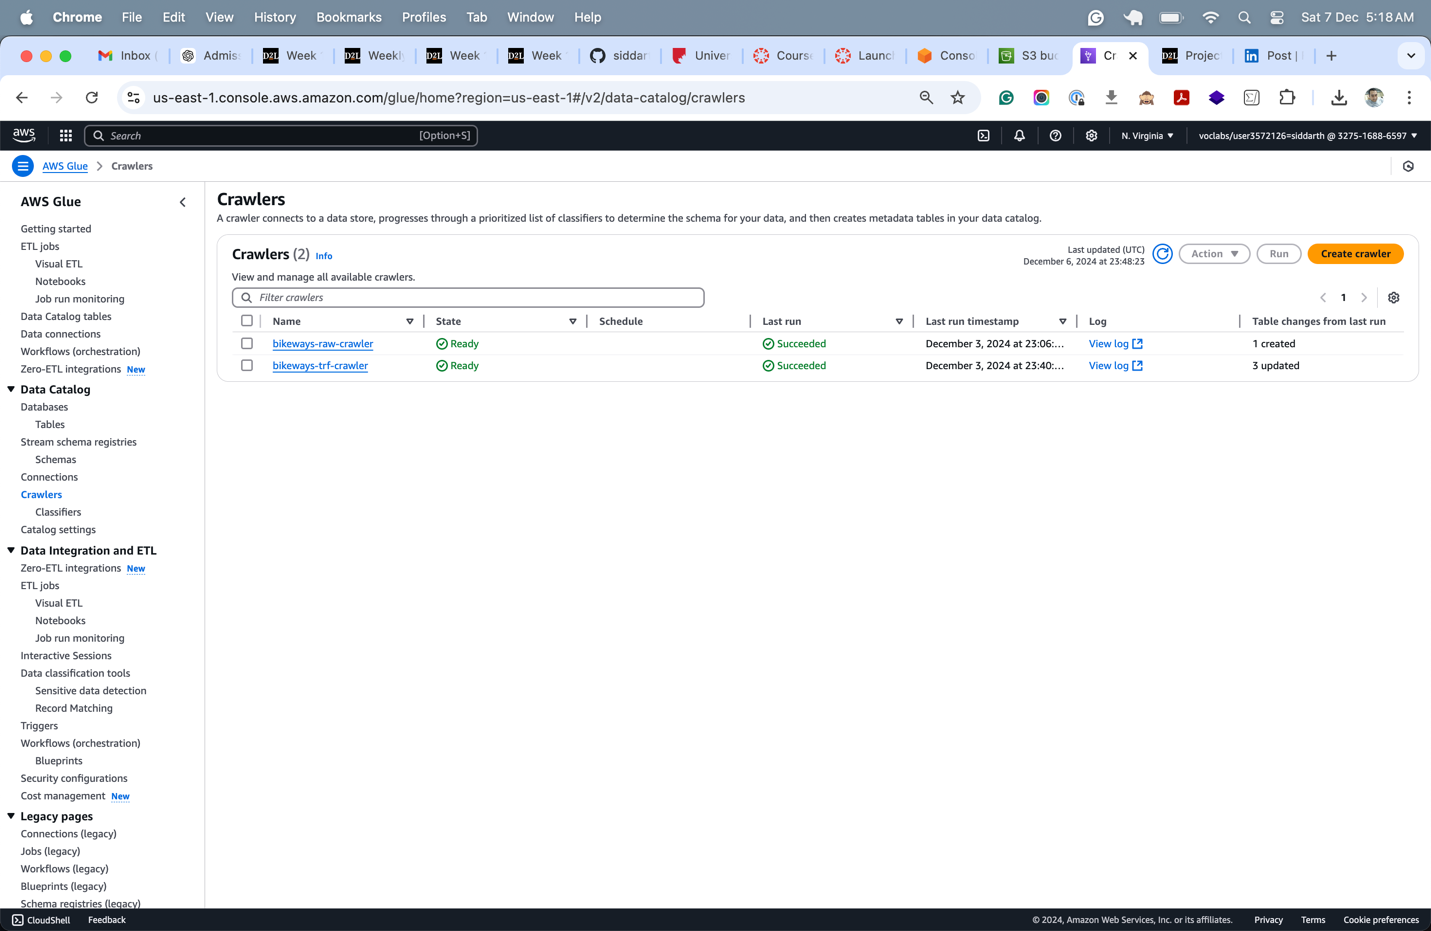 Chrome File Edit View History Bookmarks Profiles Tab Window Help Sat 7 Dec 5:18 AM
Inbox Admis D2L Week D2L Weekly D2L Week D2L Week siddar Univer Course Launch Conso S3 buc Cr D2L Project Post |
us-east-1.console.aws.amazon.com/glue/home?region=us-east-1#/v2/data-catalog/crawlers
aws Search [Option+S] N. Virginia voclabs/user3572126=siddarth @ 3275-1688-6597
AWS Glue > Crawlers
AWS Glue
Getting started
ETL jobs
Visual ETL
Notebooks
Job run monitoring
Data Catalog tables
Data connections
Workflows (orchestration)
Zero-ETL integrations New
Data Catalog
Databases
Tables
Stream schema registries
Schemas
Connections
Crawlers
Classifiers
Catalog settings
Data Integration and ETL
Zero-ETL integrations New
ETL jobs
Visual ETL
Notebooks
Job run monitoring
Interactive Sessions
Data classification tools
Sensitive data detection
Record Matching
Triggers
Workflows (orchestration)
Blueprints
Security configurations
Cost management New
Legacy pages
Connections (legacy)
Jobs (legacy)
Workflows (legacy)
Blueprints (legacy)
Schema registries (legacy)
Crawlers
A crawler connects to a data store, progresses through a prioritized list of classifiers to determine the schema for your data, and then creates metadata tables in your data catalog.
Crawlers (2) Info
Last updated (UTC)
December 6, 2024 at 23:48:23
Action Run Create crawler
View and manage all available crawlers.
Filter crawlers
1
Name State Schedule Last run Last run timestamp Log Table changes from last run
bikeways-raw-crawler Ready Succeeded December 3, 2024 at 23:06:... View log 1 created
bikeways-trf-crawler Ready Succeeded December 3, 2024 at 23:40:... View log 3 updated
CloudShell Feedback © 2024, Amazon Web Services, Inc. or its affiliates. Privacy Terms Cookie preferences